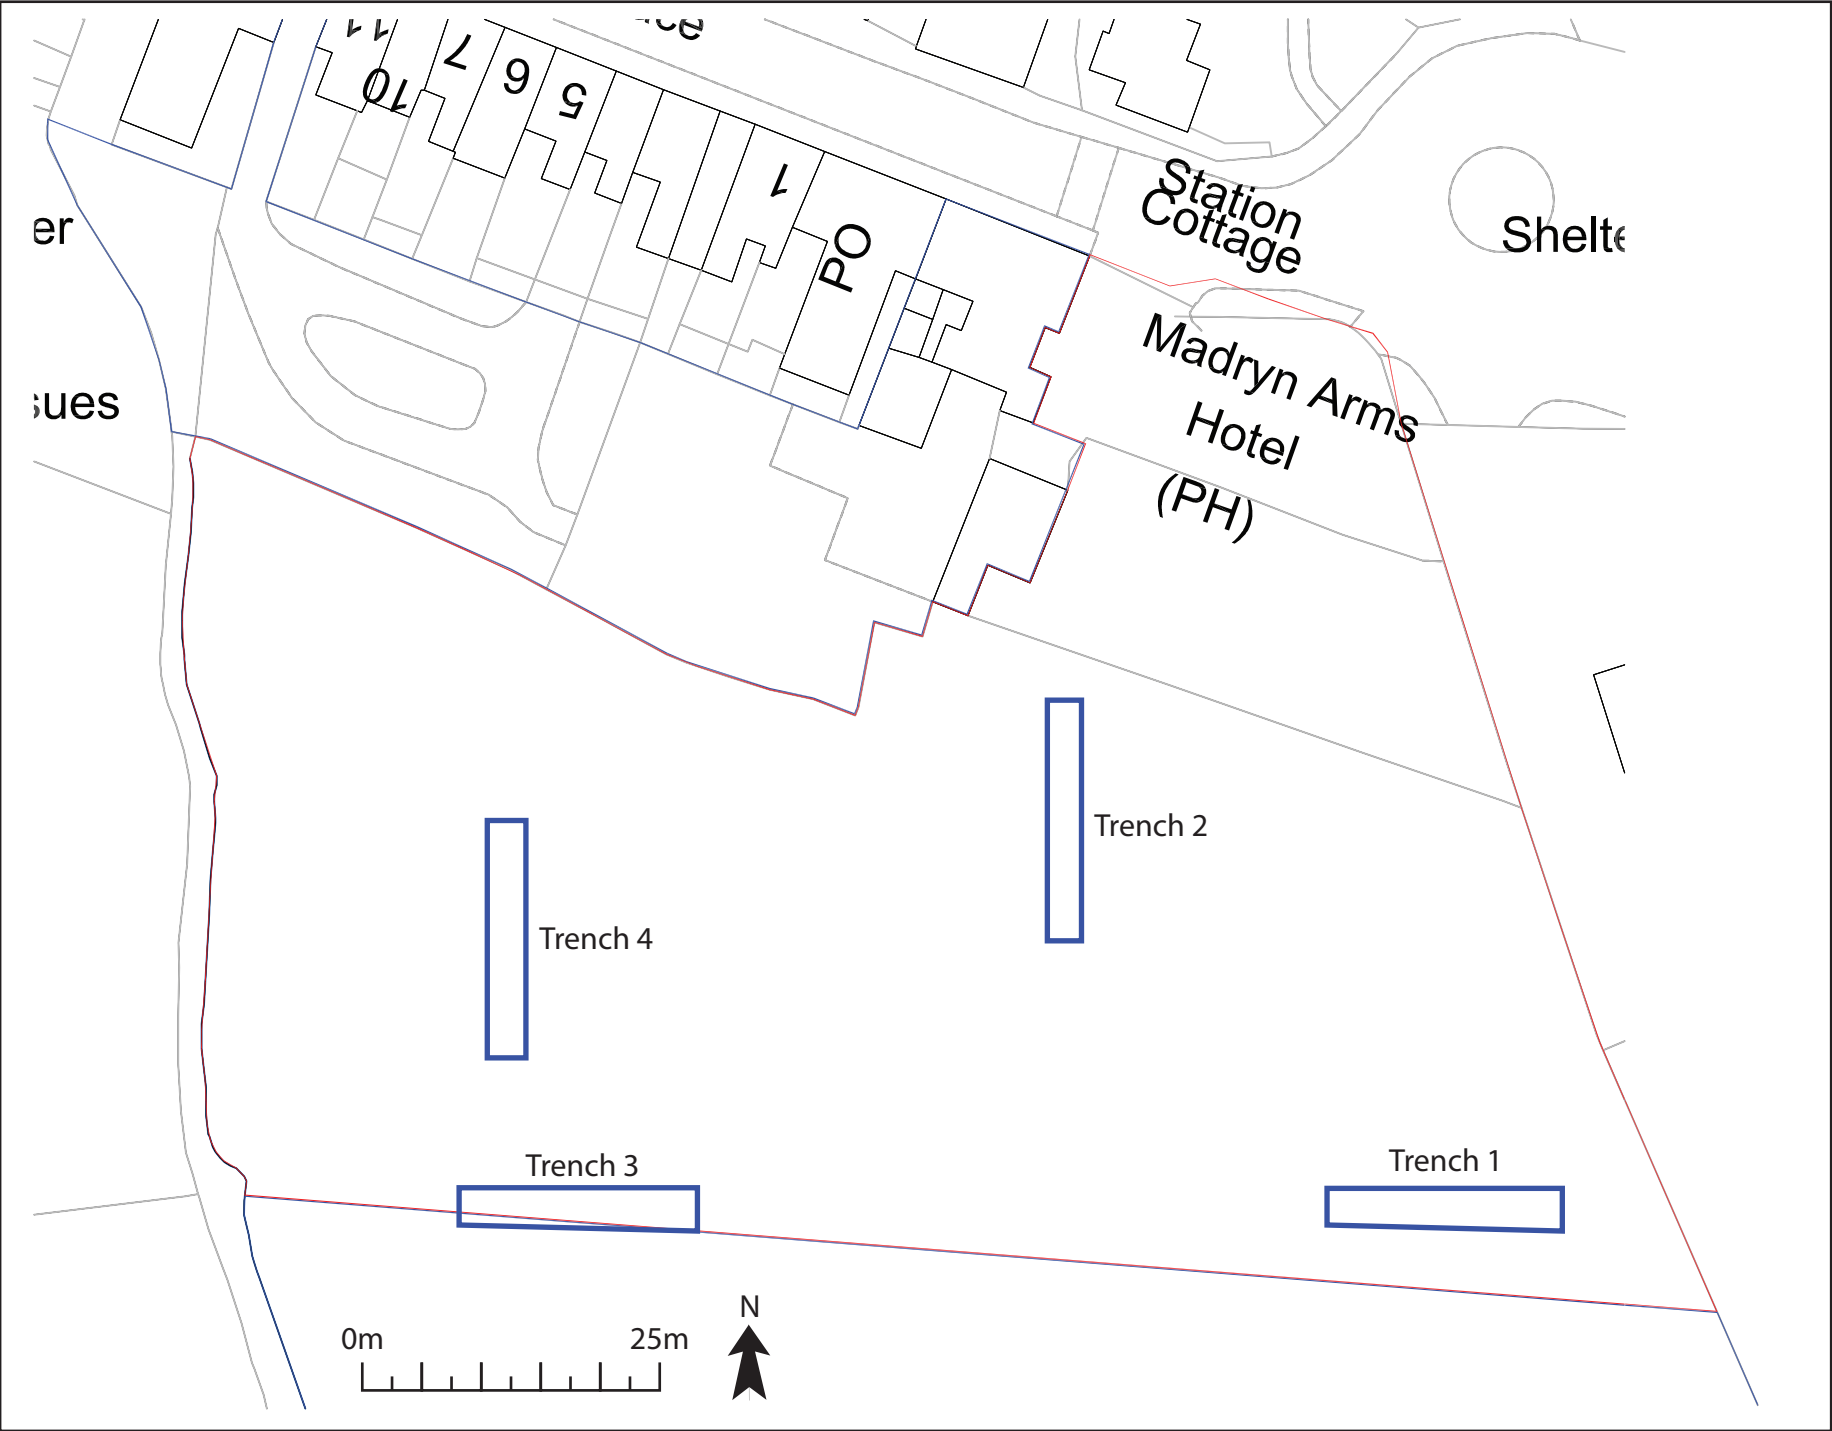 11
10
7
6
5
1
PO
er
sues
Station
Cottage
Madryn Arms
Hotel
(PH)
Trench 2
Trench 4
Trench 3
Trench 1
0m
25m
N